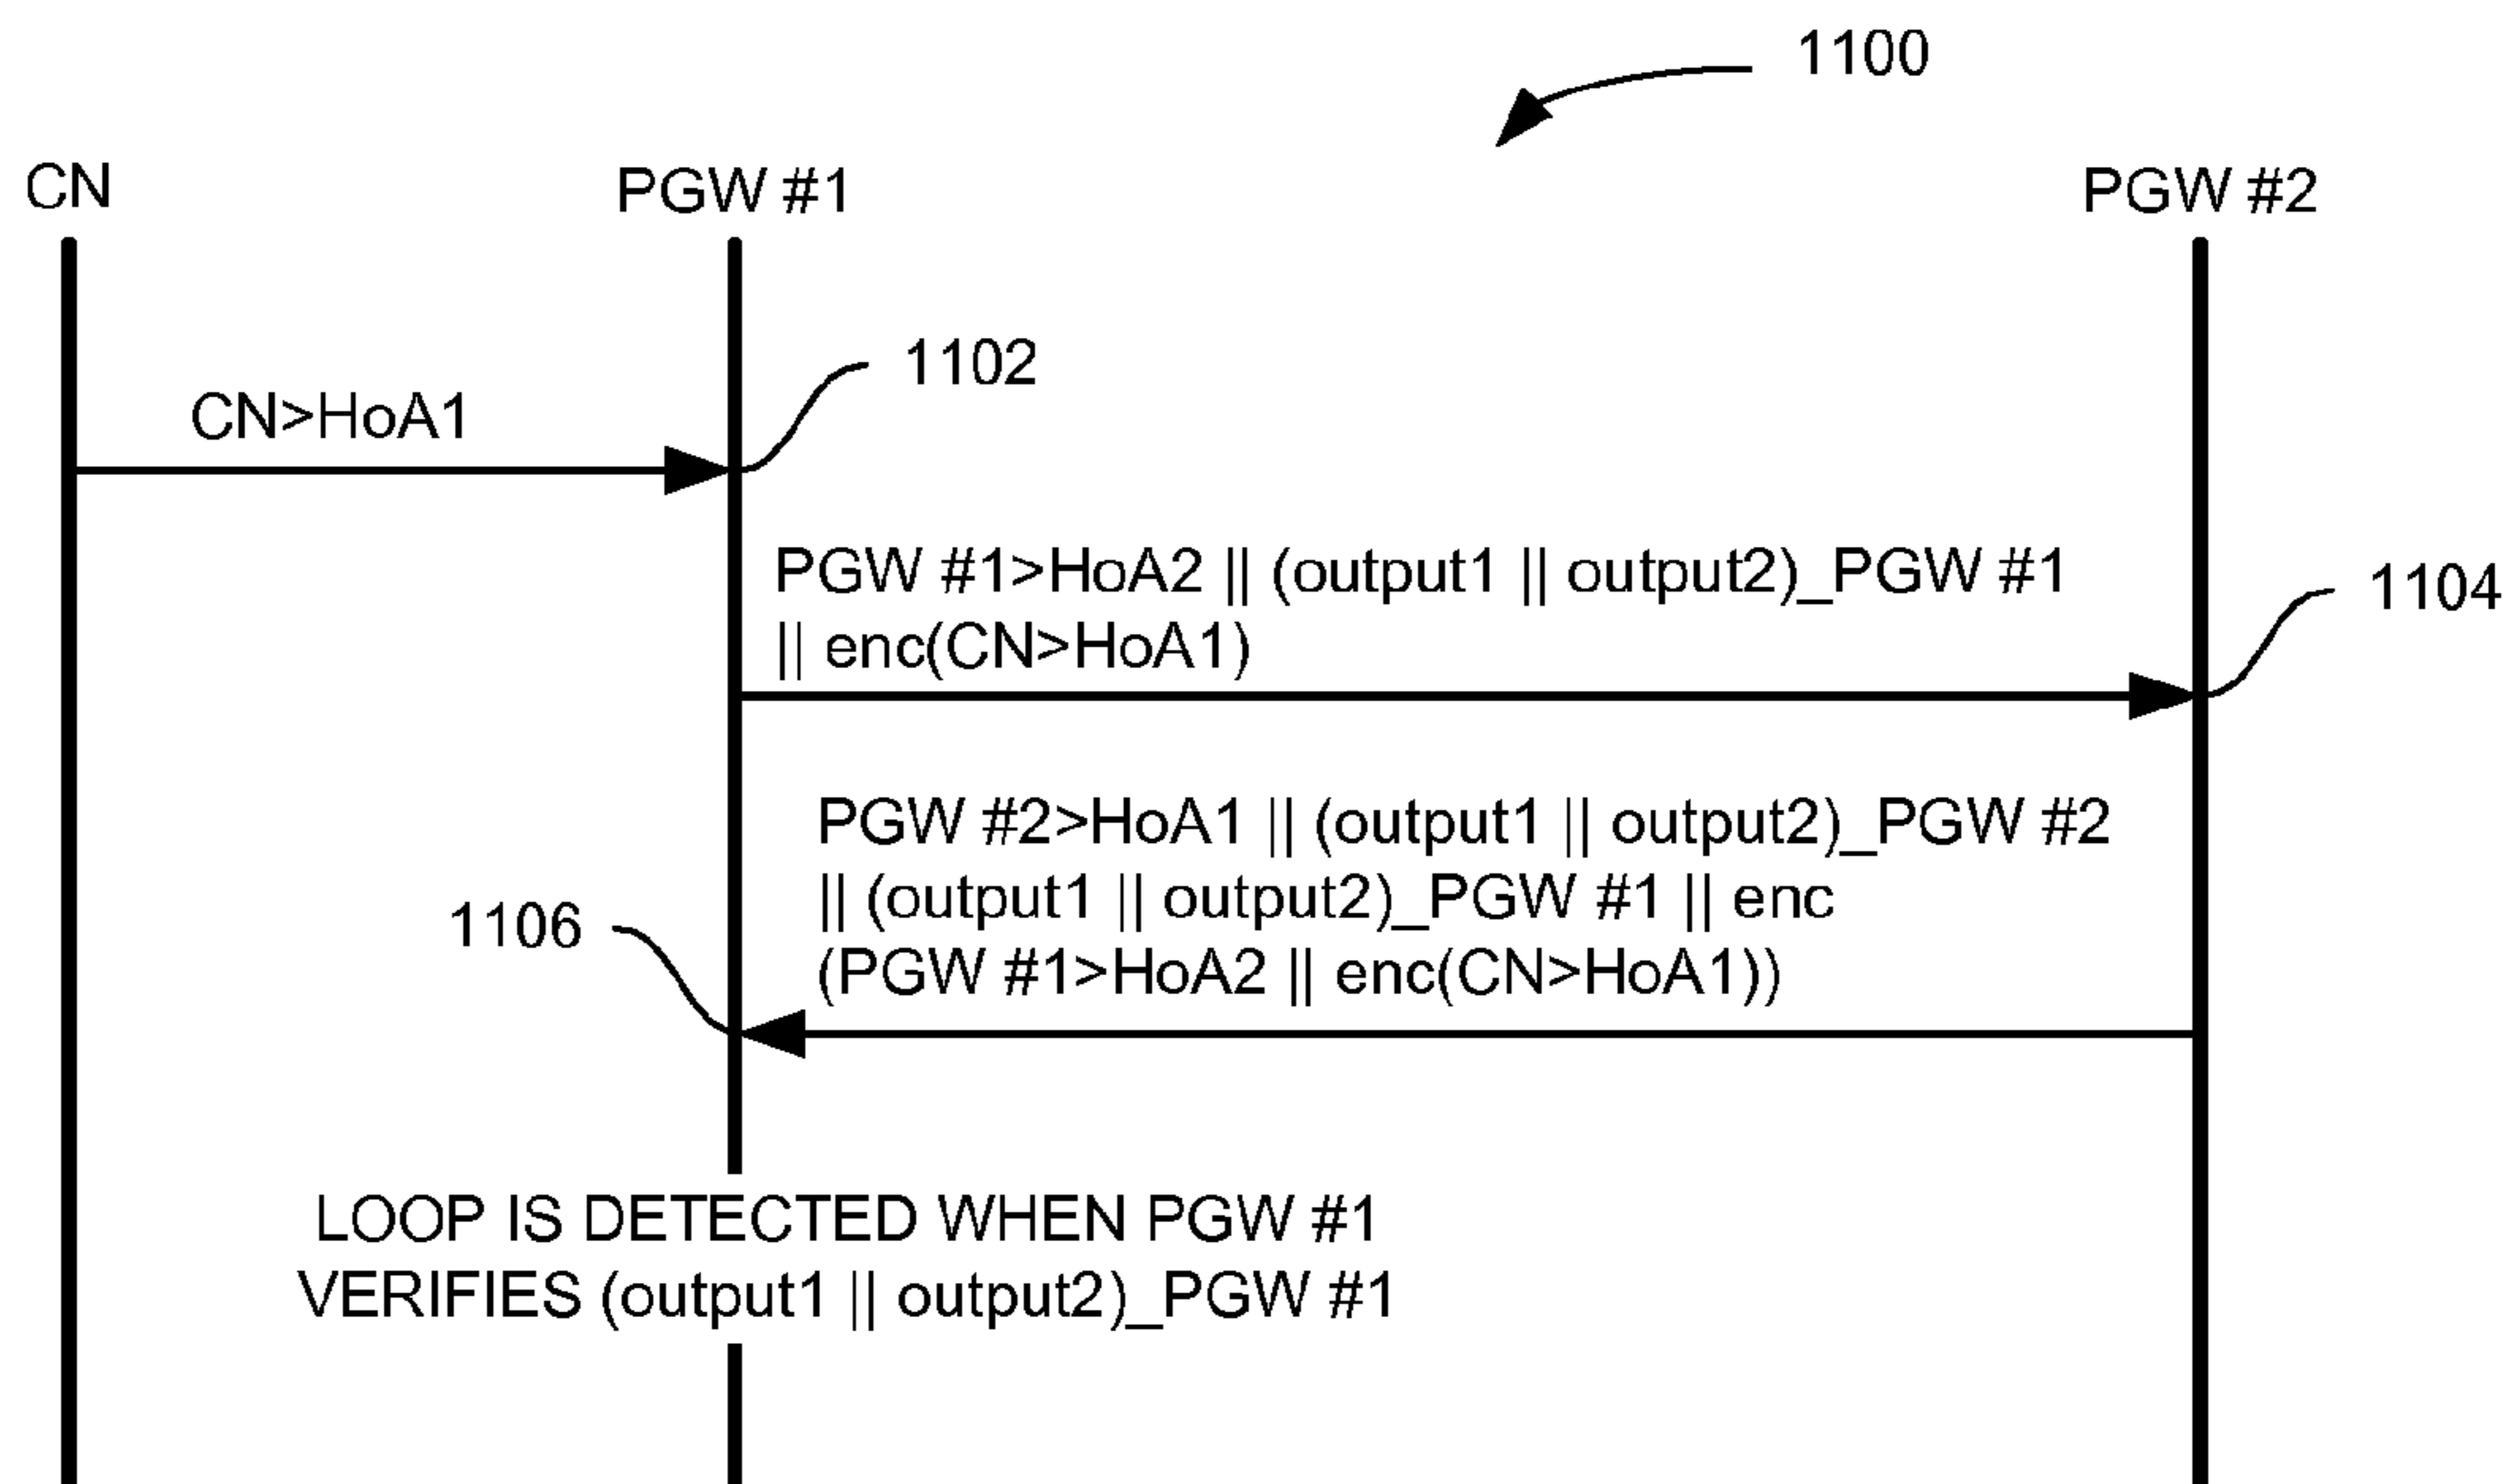 1100
CN
PGW #1
PGW #2
1102
CN>HoA1
PGW #1>HoA2 || (output1 || output2)_PGW #1
|| enc(CN>HoA1)
1104
PGW #2>HoA1 || (output1 || output2)_PGW #2
|| (output1 || output2)_PGW #1 || enc
(PGW #1>HoA2 || enc(CN>HoA1))
1106
LOOP IS DETECTED WHEN PGW #1
VERIFIES (output1 || output2)_PGW #1